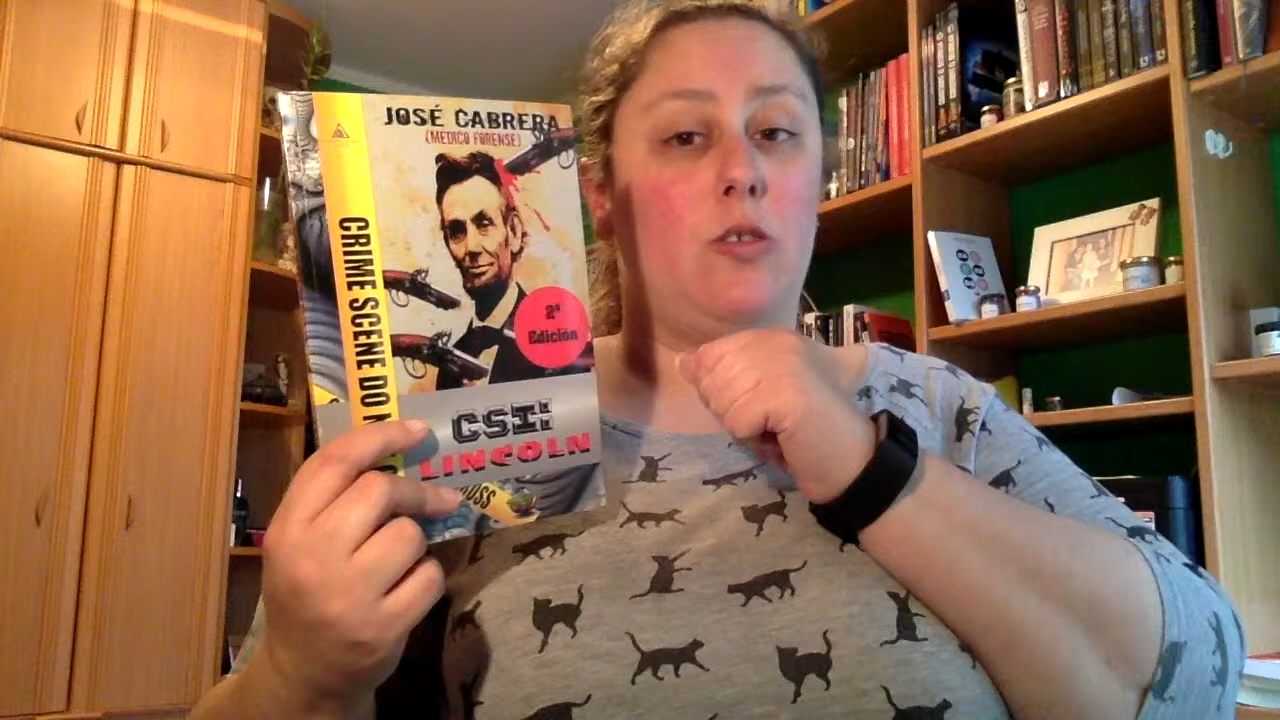 JOSÉ CABRERA
(MEDICO FORENSE)
CRIME SCENE DO N
2ª
Edición
CSI:
LINCOLN